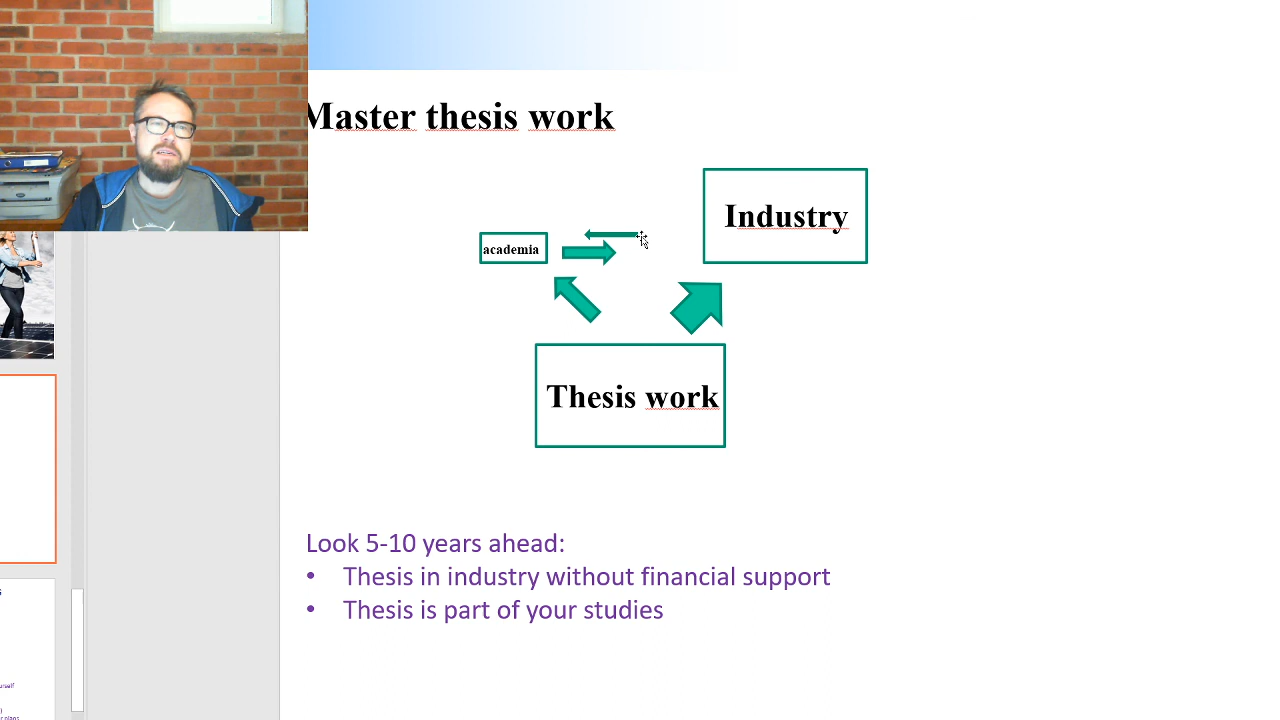 Master thesis work
Industry
academia
Thesis work
Look 5-10 years ahead:
• Thesis in industry without financial support
• Thesis is part of your studies